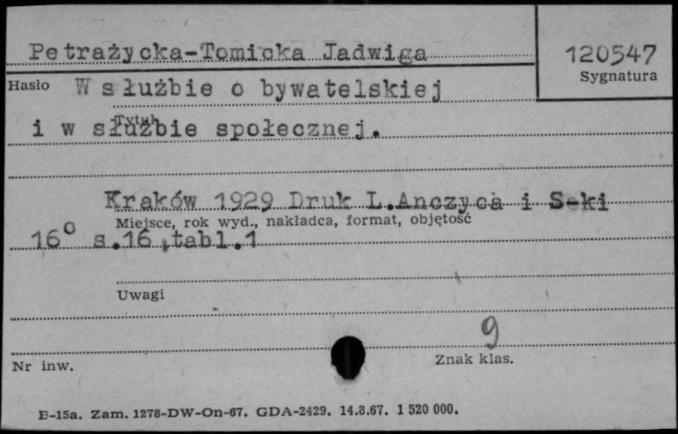 Petrażycka-Tomicka Jadwiga
120547
Sygnatura
Hasło W służbie o bywatelskiej
Tytuł
i w służbie społecznej.
Kraków 1929 Druk L.Anczyca i S-ki
Miejsce, rok wyd., nakładca, format, objętość
16° s.16,tabl.1
Uwagi
9
Nr inw.
Znak klas.
E-15a. Zam. 1278-DW-On-67. GDA-2429. 14.3.67. 1 520 000.